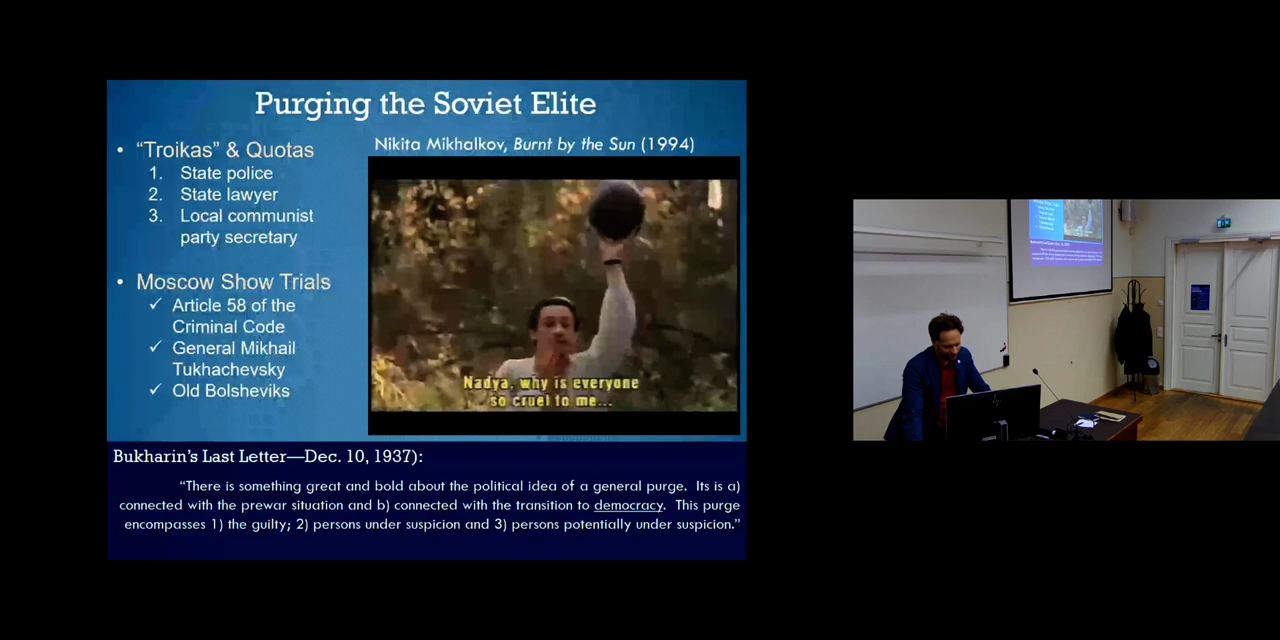 Purging the Soviet Elite
• “Troikas” & Quotas
1. State police
2. State lawyer
3. Local communist
party secretary
• Moscow Show Trials
✓ Article 58 of the
Criminal Code
✓ General Mikhail
Tukhachevsky
✓ Old Bolsheviks
Nikita Mikhalkov, Burnt by the Sun (1994)
Nadya, why is everyone
so cruel to me...
Bukharin’s Last Letter—Dec. 10, 1937):
“There is something great and bold about the political idea of a general purge. Its is a)
connected with the prewar situation and b) connected with the transition to democracy. This purge
encompasses 1) the guilty; 2) persons under suspicion and 3) persons potentially under suspicion.”